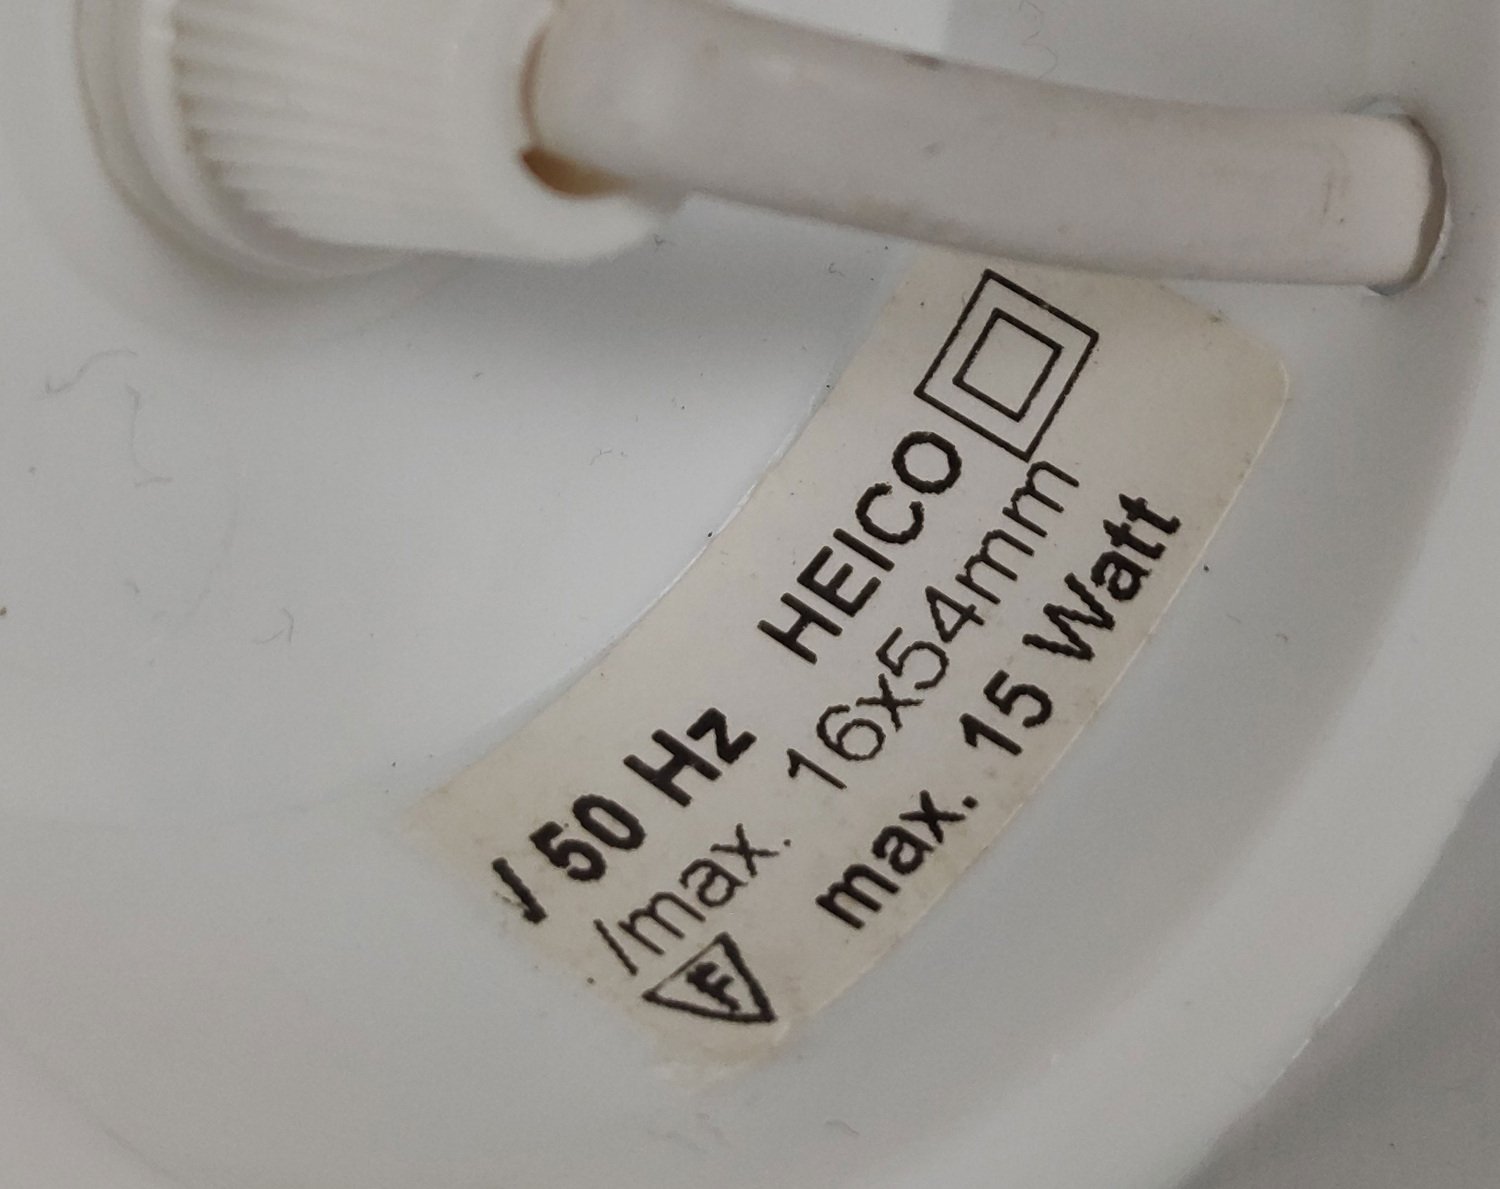 / 50 Hz HEICO
/max. 16x54mm
F max. 15 Watt